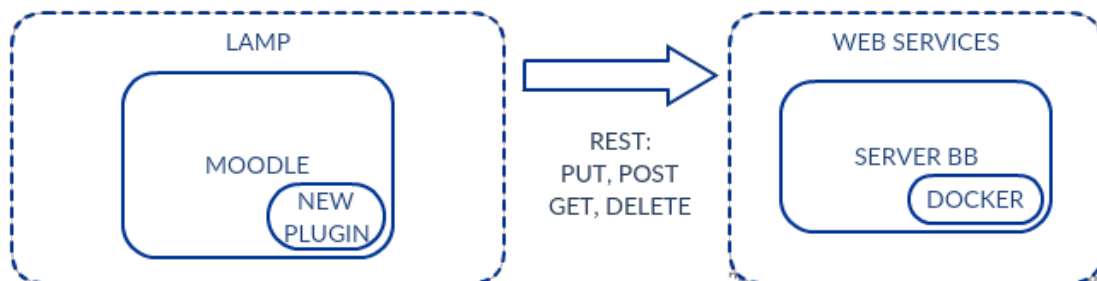 LAMP
MOODLE
NEW
PLUGIN
REST:
PUT, POST
GET, DELETE
WEB SERVICES
SERVER BB
DOCKER